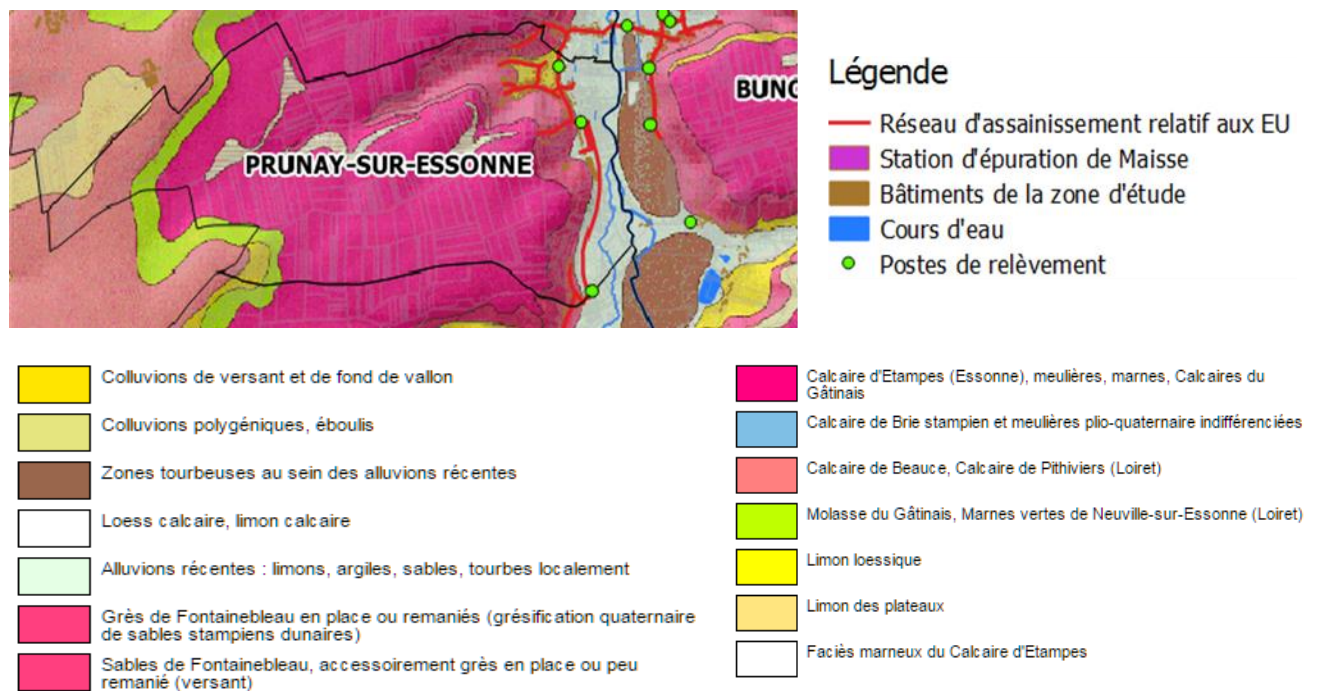 BUNO
PRUNAY-SUR-ESSONNE
Légende
Réseau d'assainissement relatif aux EU
Station d'épuration de Maisse
Bâtiments de la zone d'étude
Cours d'eau
Postes de relèvement
Colluvions de versant et de fond de vallon
Colluvions polygéniques, éboulis
Zones tourbeuses au sein des alluvions récentes
Loess calcaire, limon calcaire
Alluvions récentes : limons, argiles, sables, tourbes localement
Grès de Fontainebleau en place ou remaniés (grésification quaternaire
de sables stampiens dunaires)
Sables de Fontainebleau, accessoirement grès en place ou peu
remanié (versant)
Calcaire d'Etampes (Essonne), meulières, marnes, Calcaires du
Gâtinais
Calcaire de Brie stampien et meulières plio-quaternaire indifférenciées
Calcaire de Beauce, Calcaire de Pithiviers (Loiret)
Molasse du Gâtinais, Marnes vertes de Neuville-sur-Essonne (Loiret)
Limon loessique
Limon des plateaux
Faciès marneux du Calcaire d'Etampes